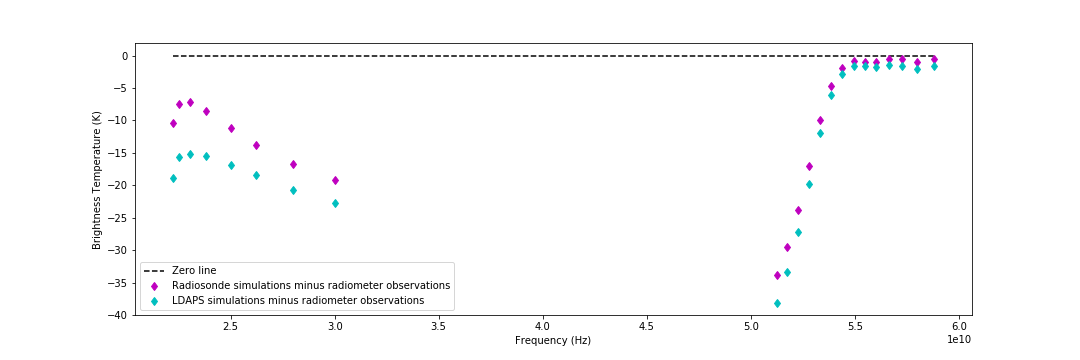 0
−5
−10
−15
−20
−25
−30
−35
−40
Brightness Temperature (K)
Zero line
Radiosonde simulations minus radiometer observations
LDAPS simulations minus radiometer observations
2.5 3.0 3.5 4.0 4.5 5.0 5.5 6.0
1e10
Frequency (Hz)